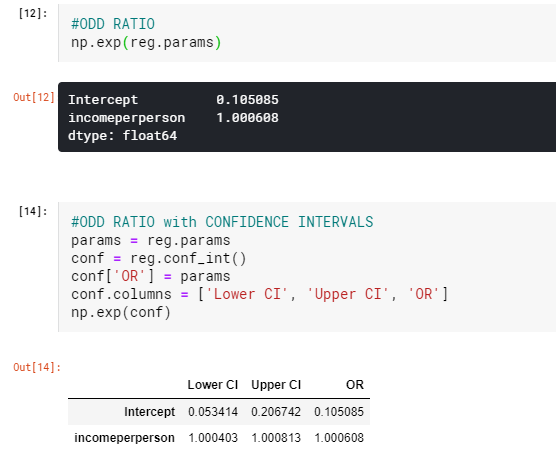 [12]:
#ODD RATIO
np.exp(reg.params)
Out[12]
Intercept 0.105085
incomeperperson 1.000608
dtype: float64
[14]:
#ODD RATIO with CONFIDENCE INTERVALS
params = reg.params
conf = reg.conf_int()
conf['OR'] = params
conf.columns = ['Lower CI', 'Upper CI', 'OR']
np.exp(conf)
Out[14]:
Lower CI Upper CI OR
Intercept 0.053414 0.206742 0.105085
incomeperperson 1.000403 1.000813 1.000608